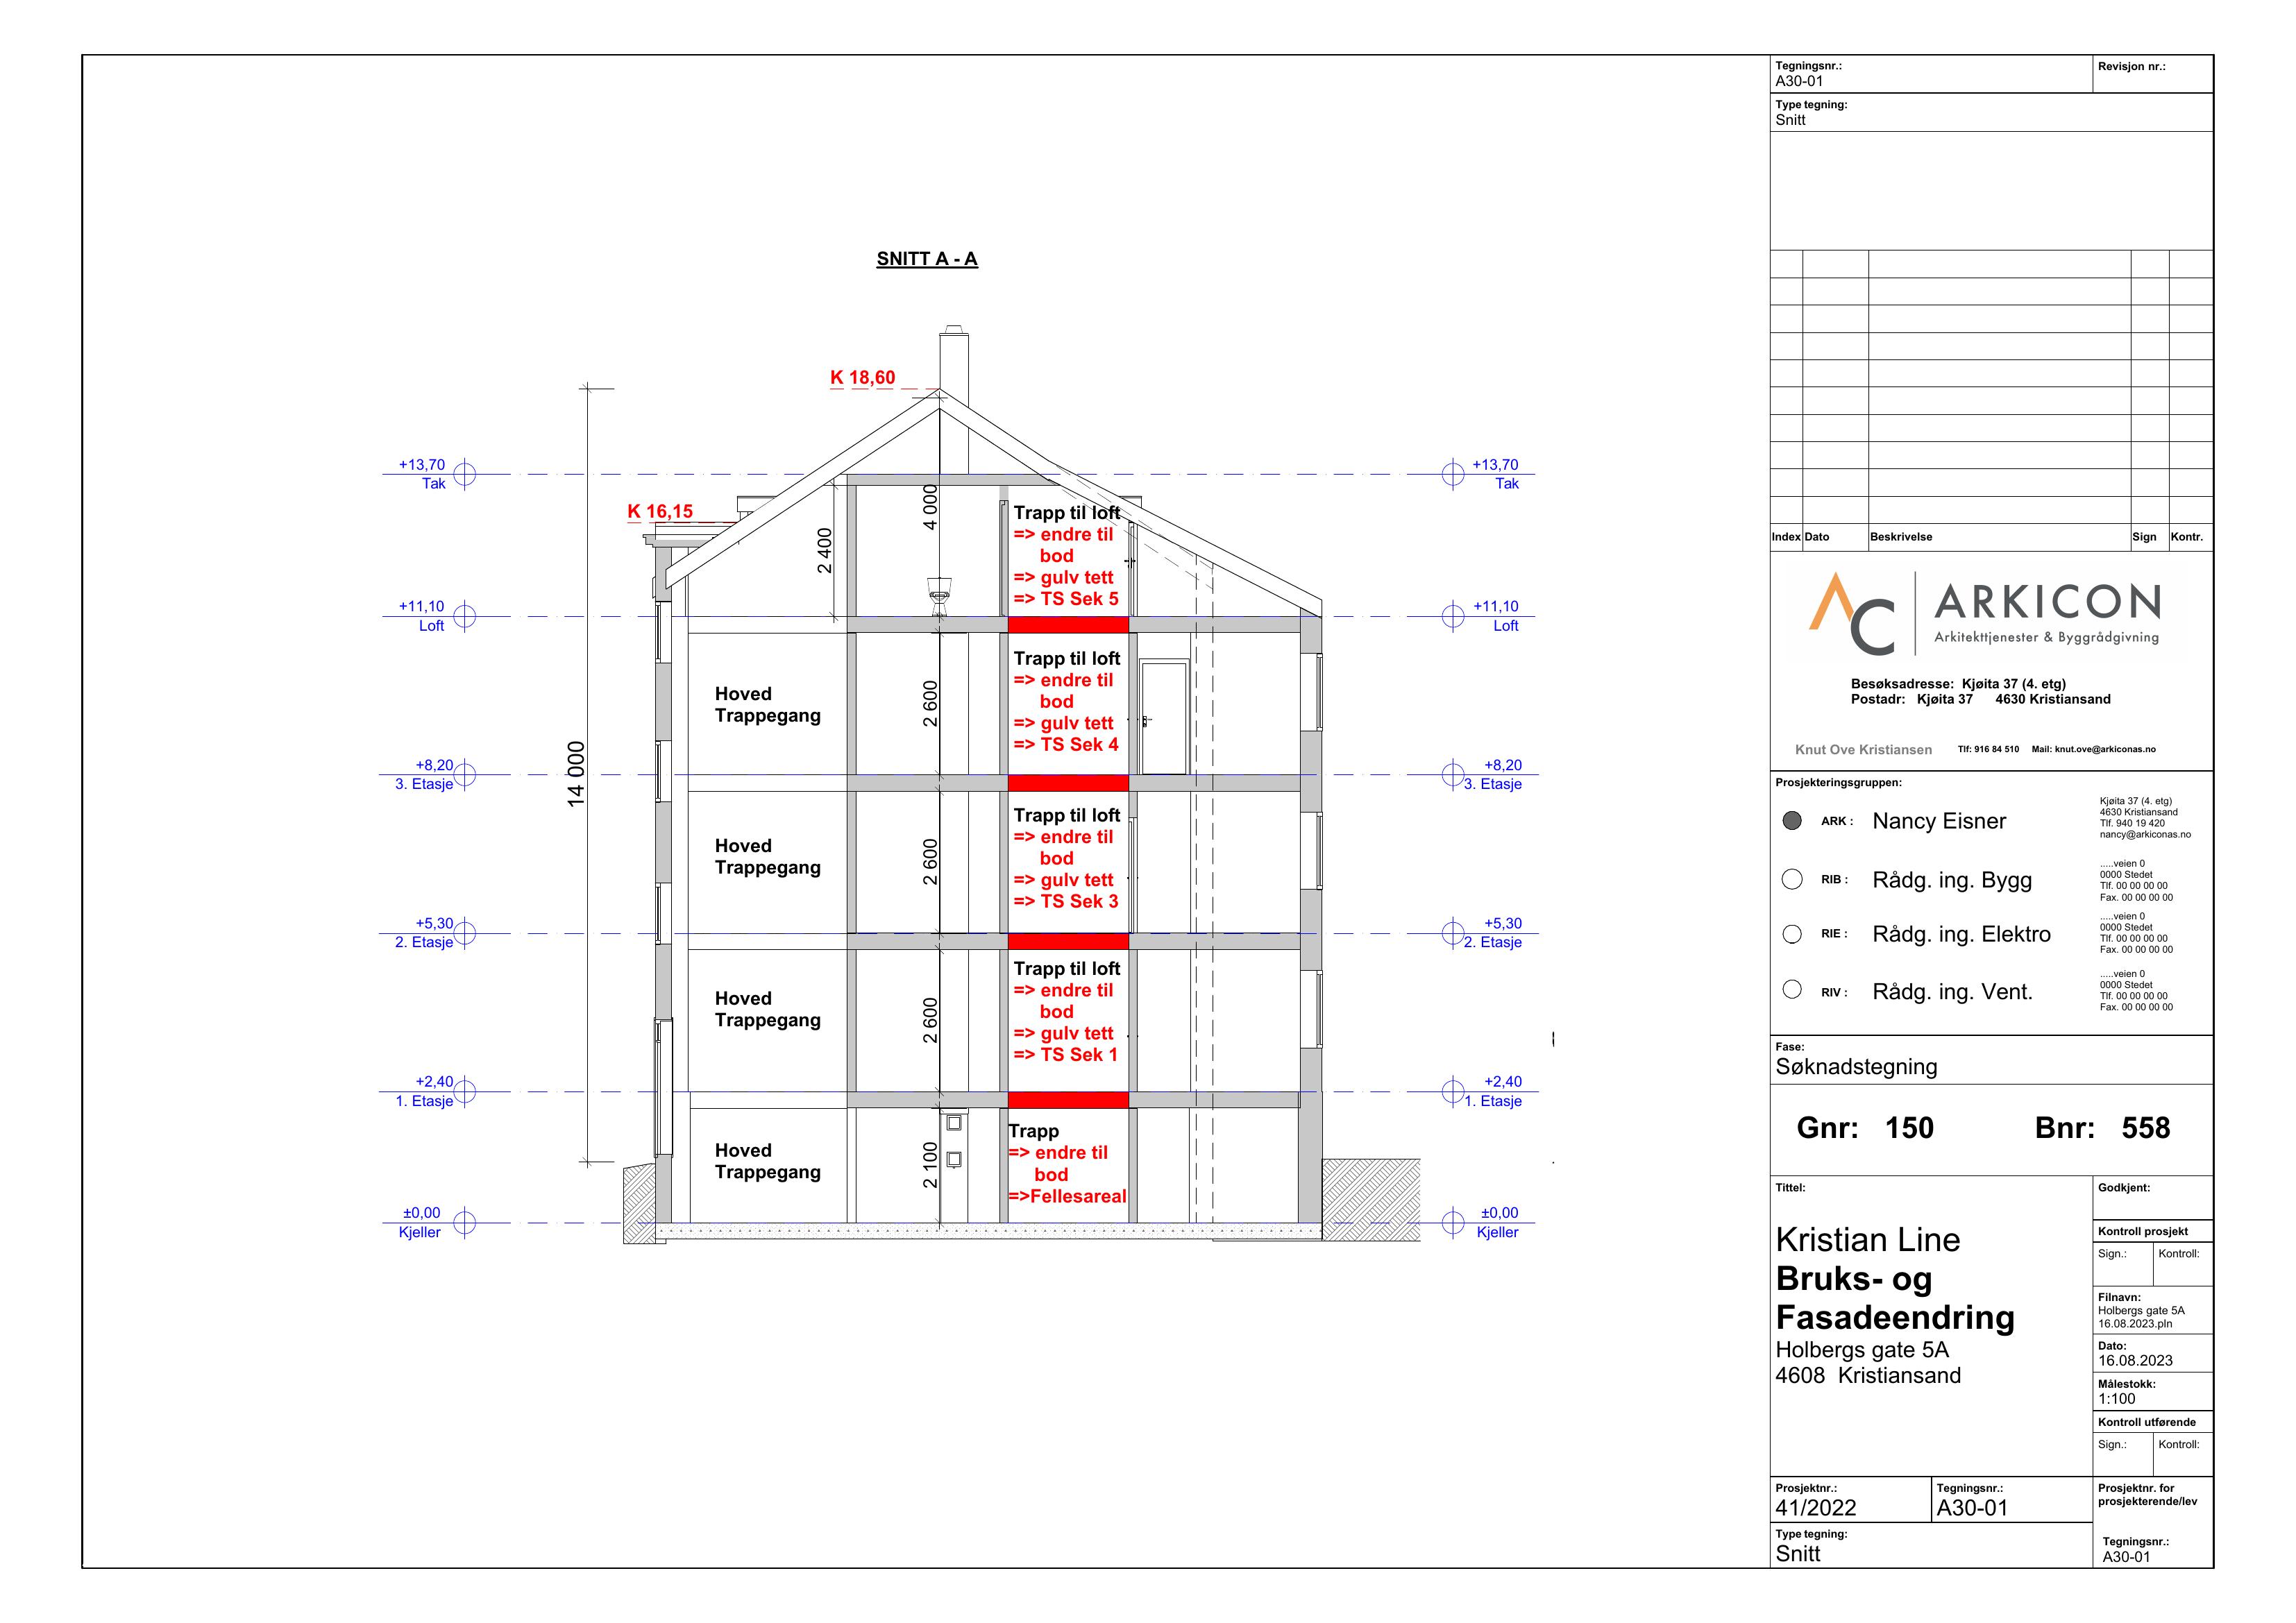 SNITT A - A
K 18,60
+13,70
Tak
+13,70
Tak
K 16,15
4 000
2 400
Trapp til loft
=> endre til
bod
=> gulv tett
=> TS Sek 5
+11,10
Loft
+11,10
Loft
Trapp til loft
=> endre til
bod
=> gulv tett
=> TS Sek 4
Hoved
Trappegang
2 600
14 000
+8,20
3. Etasje
+8,20
3. Etasje
Trapp til loft
=> endre til
bod
=> gulv tett
=> TS Sek 3
Hoved
Trappegang
2 600
+5,30
2. Etasje
+5,30
2. Etasje
Trapp til loft
=> endre til
bod
=> gulv tett
=> TS Sek 1
Hoved
Trappegang
2 600
+2,40
1. Etasje
+2,40
1. Etasje
Trapp
=> endre til
bod
=>Fellesareal
Hoved
Trappegang
2 100
±0,00
Kjeller
±0,00
Kjeller
Tegningsnr.:
A30-01
Revisjon nr.:
Type tegning:
Snitt
Index Dato Beskrivelse Sign Kontr.
AC ARKICON
Arkitekttjenester & Byggrådgivning
Besøksadresse: Kjøita 37 (4. etg)
Postadr: Kjøita 37 4630 Kristiansand
Knut Ove Kristiansen Tlf: 916 84 510 Mail: knut.ove@arkiconas.no
Prosjekteringsgruppen:
ARK : Nancy Eisner
Kjøita 37 (4. etg)
4630 Kristiansand
Tlf. 940 19 420
nancy@arkiconas.no
RIB : Rådg. ing. Bygg
.....veien 0
0000 Stedet
Tlf. 00 00 00 00
Fax. 00 00 00 00
RIE : Rådg. ing. Elektro
.....veien 0
0000 Stedet
Tlf. 00 00 00 00
Fax. 00 00 00 00
RIV : Rådg. ing. Vent.
.....veien 0
0000 Stedet
Tlf. 00 00 00 00
Fax. 00 00 00 00
Fase:
Søknadstegning
Gnr: 150 Bnr: 558
Tittel:
Kristian Line
Bruks- og
Fasadeendring
Holbergs gate 5A
4608 Kristiansand
Godkjent:
Kontroll prosjekt
Sign.: Kontroll:
Filnavn:
Holbergs gate 5A
16.08.2023.pln
Dato:
16.08.2023
Målestokk:
1:100
Kontroll utførende
Sign.: Kontroll:
Prosjektnr.:
41/2022
Tegningsnr.:
A30-01
Prosjektnr. for
prosjekterende/lev
Type tegning:
Snitt
Tegningsnr.:
A30-01